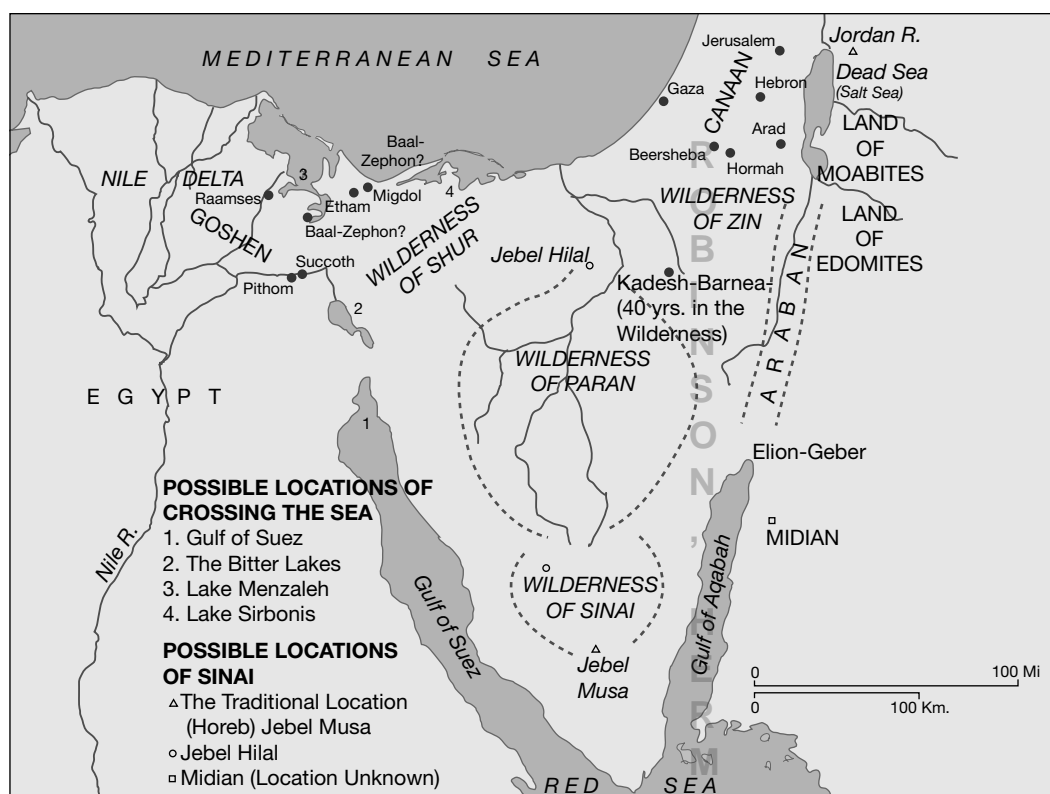 MEDITERRANEAN SEA
Jordan R.
Jerusalem
Dead Sea
(Salt Sea)
Gaza
CANAAN
Hebron
Arad
Beersheba
Hormah
LAND
OF
MOABITES
Baal-
Zephon?
3
4
NILE DELTA
Raamses
Etham
Migdol
Baal-Zephon?
GOSHEN
WILDERNESS
OF SHUR
WILDERNESS
OF ZIN
LAND
OF
EDOMITES
Jebel Hilal
Succoth
Pithom
2
Kadesh-Barnea-
(40 yrs. in the
Wilderness)
ARABAN
WILDERNESS
OF PARAN
EGYPT
1
Elion-Geber
MIDIAN
Nile R.
Gulf of Suez
Gulf of Aqabah
WILDERNESS
OF SINAI
Jebel
Musa
RED SEA
POSSIBLE LOCATIONS OF
CROSSING THE SEA
1. Gulf of Suez
2. The Bitter Lakes
3. Lake Menzaleh
4. Lake Sirbonis
POSSIBLE LOCATIONS
OF SINAI
The Traditional Location
(Horeb) Jebel Musa
Jebel Hilal
Midian (Location Unknown)
0 100 Mi
0 100 Km.
ROBINSON, HERM